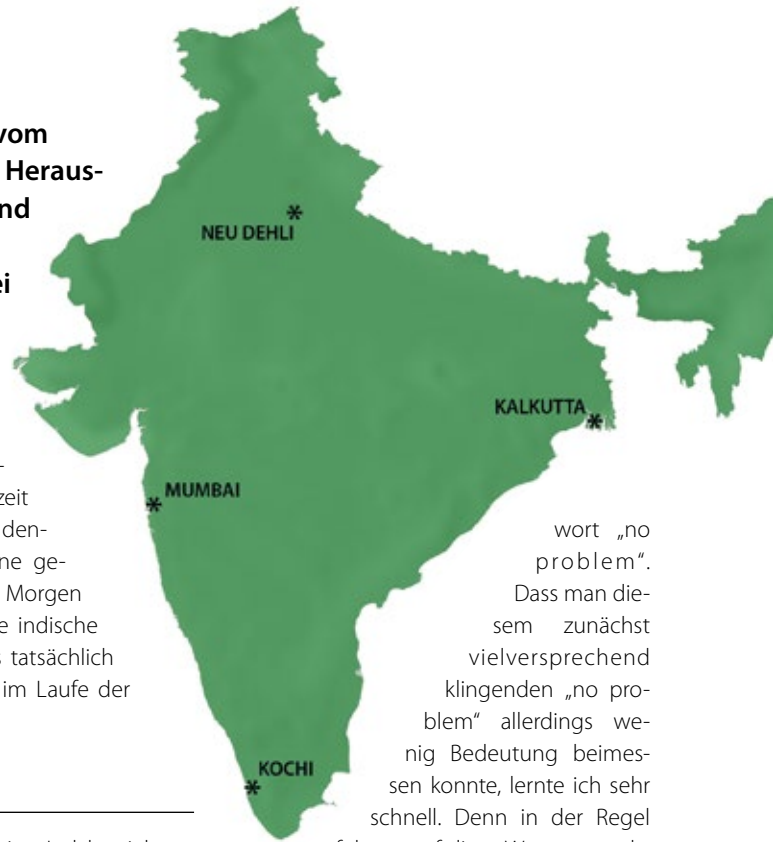 vom
Heraus-
nd
ei
NEU DEHLI
KALKUTTA
MUMBAI
KOCHI
-
zeit
den-
ne ge-
Morgen
e indische
s tatsächlich
im Laufe der
wort „no
problem“.
Dass man die-
sem zunächst
vielversprechend
klingenden „no pro-
blem“ allerdings we-
nig Bedeutung beimes-
sen konnte, lernte ich sehr
schnell. Denn in der Regel